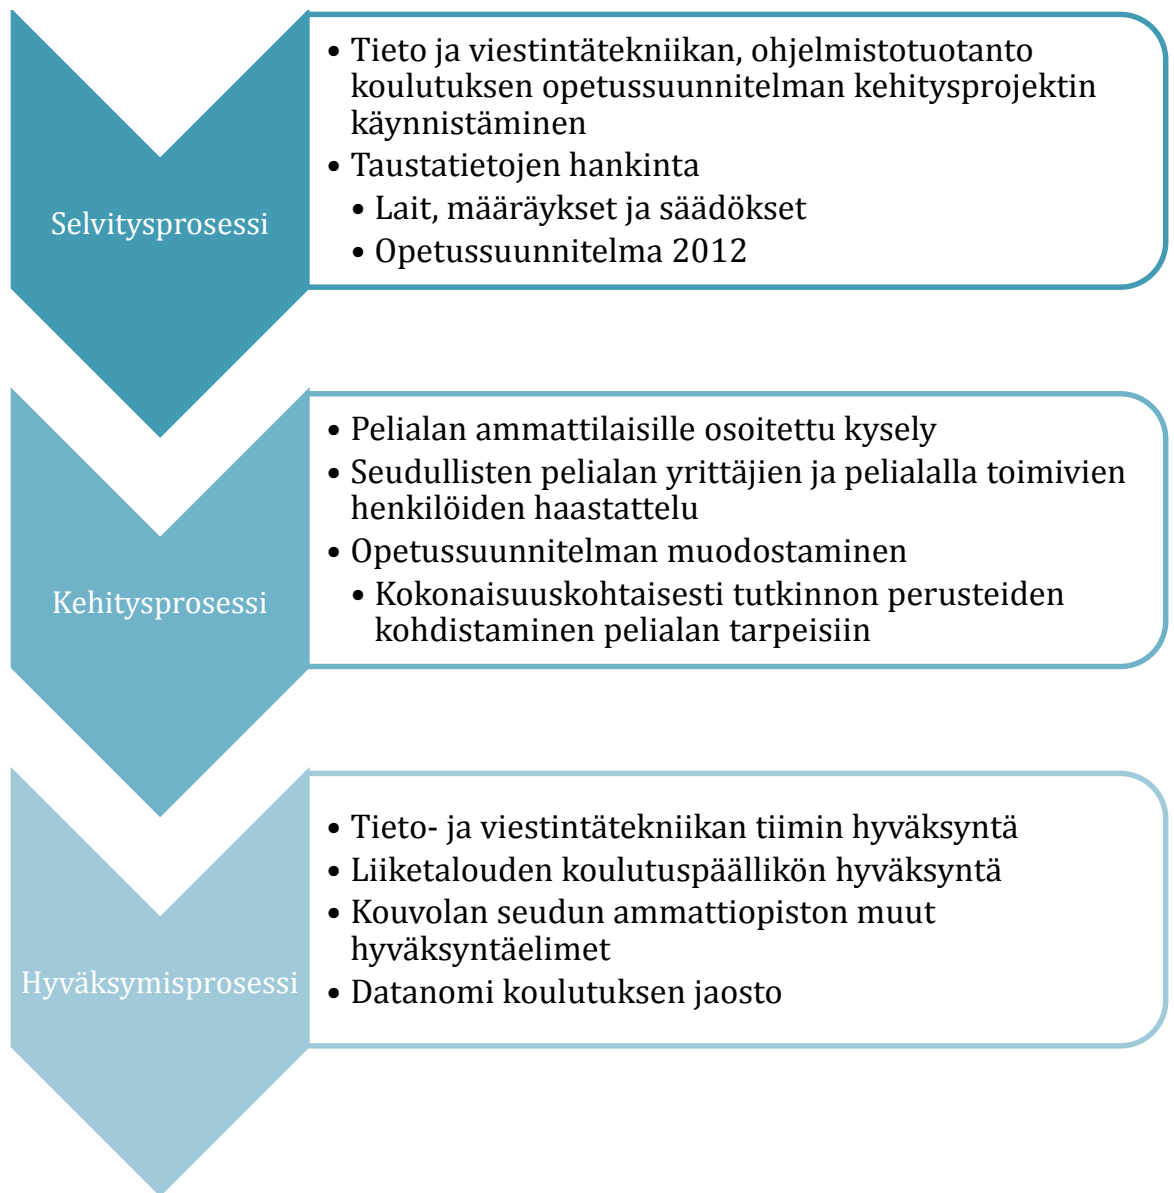 Selvitysprosessi
• Tieto ja viestintätekniikan, ohjelmistotuotanto
koulutuksen opetussuunnitelman kehitysprojektin
käynnistäminen
• Taustatietojen hankinta
• Lait, määräykset ja säädökset
• Opetussuunnitelma 2012
Kehitysprosessi
• Pelialan ammattilaisille osoitettu kysely
• Seudullisten pelialan yrittäjien ja pelialalla toimivien
henkilöiden haastattelu
• Opetussuunnitelman muodostaminen
• Kokonaisuuskohtaisesti tutkinnon perusteiden
kohdistaminen pelialan tarpeisiin
Hyväksymisprosessi
• Tieto- ja viestintätekniikan tiimin hyväksyntä
• Liiketalouden koulutuspäällikön hyväksyntä
• Kouvolan seudun ammattiopiston muut
hyväksyntäelimet
• Datanomi koulutuksen jaosto